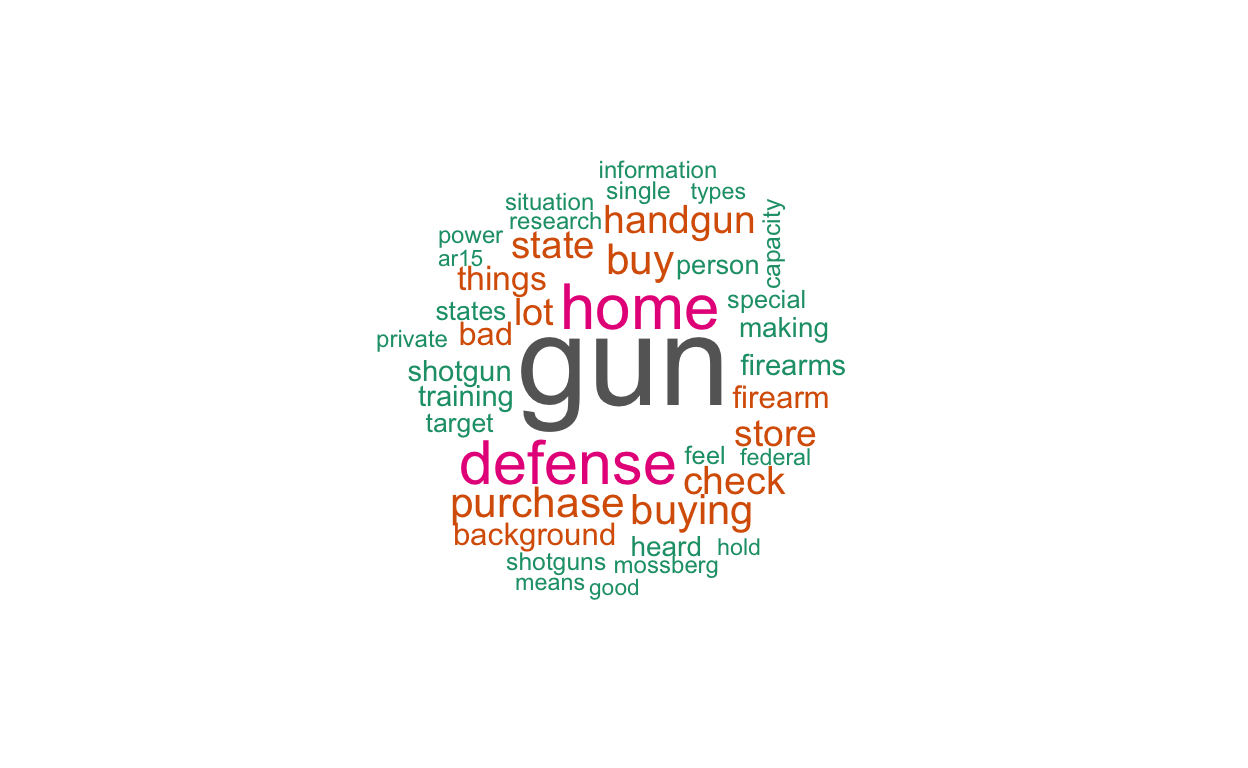 information
single types
situation
research handgun
capacity
power state
ar15 buy person
things
home special
states lot
private bad making
gun
shotgun firearms
training firearm
target store
defense feel federal
check
purchase buying
background
heard hold
shotguns mossberg
means good